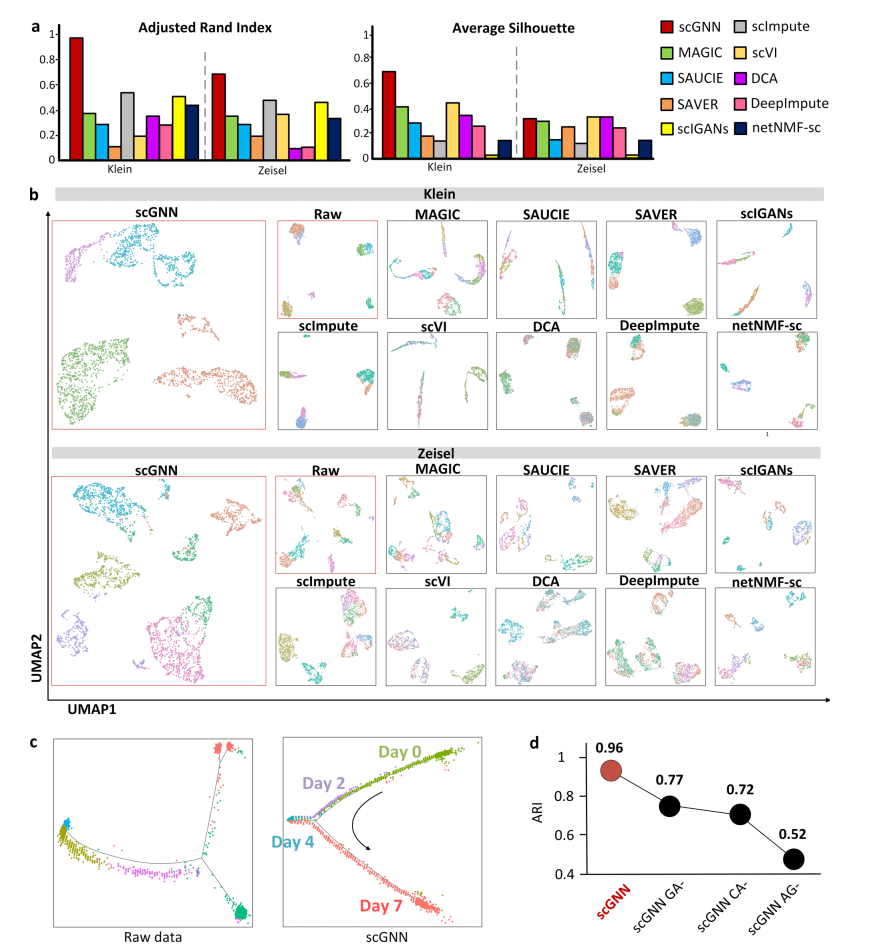 a
Adjusted Rand Index
Average Silhouette
1
0.8
0.6
0.4
0.2
0
Klein
Zeisel
1
0.8
0.6
0.4
0.2
0
Klein
Zeisel
scGNN
scImpute
MAGIC
scVI
SAUCIE
DCA
SAVER
DeepImpute
scIGANs
netNMF-sc
b
Klein
scGNN
Raw
MAGIC
SAUCIE
SAVER
scIGANs
scImpute
scVI
DCA
DeepImpute
netNMF-sc
1
Zeisel
scGNN
Raw
MAGIC
SAUCIE
SAVER
scIGANs
scImpute
scVI
DCA
DeepImpute
netNMF-sc
UMAP2
UMAP1
c
Raw data
Day 0
Day 2
Day 4
Day 7
scGNN
d
ARI
1
0.8
0.6
0.4
0.96
0.77
0.72
0.52
scGNN
scGNN GA-
scGNN CA-
scGNN AG-